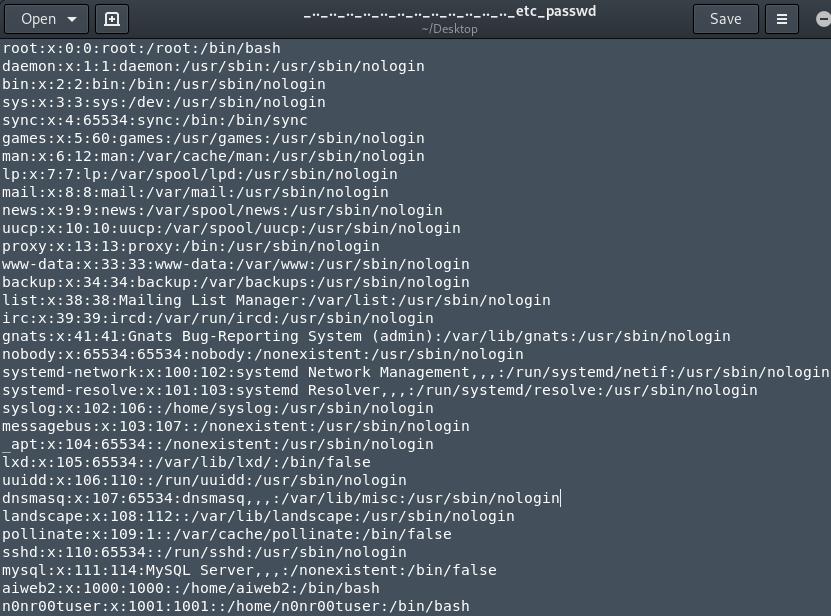 Open
_.._.._.._.._.._.._.._.._.._.._.._.._etc_passwd
~/Desktop
Save
root:x:0:0:root:/root:/bin/bash
daemon:x:1:1:daemon:/usr/sbin:/usr/sbin/nologin
bin:x:2:2:bin:/bin:/usr/sbin/nologin
sys:x:3:3:sys:/dev:/usr/sbin/nologin
sync:x:4:65534:sync:/bin:/bin/sync
games:x:5:60:games:/usr/games:/usr/sbin/nologin
man:x:6:12:man:/var/cache/man:/usr/sbin/nologin
lp:x:7:7:lp:/var/spool/lpd:/usr/sbin/nologin
mail:x:8:8:mail:/var/mail:/usr/sbin/nologin
news:x:9:9:news:/var/spool/news:/usr/sbin/nologin
uucp:x:10:10:uucp:/var/spool/uucp:/usr/sbin/nologin
proxy:x:13:13:proxy:/bin:/usr/sbin/nologin
www-data:x:33:33:www-data:/var/www:/usr/sbin/nologin
backup:x:34:34:backup:/var/backups:/usr/sbin/nologin
list:x:38:38:Mailing List Manager:/var/list:/usr/sbin/nologin
irc:x:39:39:ircd:/var/run/ircd:/usr/sbin/nologin
gnats:x:41:41:Gnats Bug-Reporting System (admin):/var/lib/gnats:/usr/sbin/nologin
nobody:x:65534:65534:nobody:/nonexistent:/usr/sbin/nologin
systemd-network:x:100:102:systemd Network Management,,,:/run/systemd/netif:/usr/sbin/nologin
systemd-resolve:x:101:103:systemd Resolver,,,:/run/systemd/resolve:/usr/sbin/nologin
syslog:x:102:106::/home/syslog:/usr/sbin/nologin
messagebus:x:103:107::/nonexistent:/usr/sbin/nologin
_apt:x:104:65534::/nonexistent:/usr/sbin/nologin
lxd:x:105:65534::/var/lib/lxd/:/bin/false
uuidd:x:106:110::/run/uuidd:/usr/sbin/nologin
dnsmasq:x:107:65534:dnsmasq,,,:/var/lib/misc:/usr/sbin/nologin
landscape:x:108:112::/var/lib/landscape:/usr/sbin/nologin
pollinate:x:109:1::/var/cache/pollinate:/bin/false
sshd:x:110:65534::/run/sshd:/usr/sbin/nologin
mysql:x:111:114:MySQL Server,,,:/nonexistent:/bin/false
aiweb2:x:1000:1000::/home/aiweb2:/bin/bash
n0nr00tuser:x:1001:1001::/home/n0nr00tuser:/bin/bash